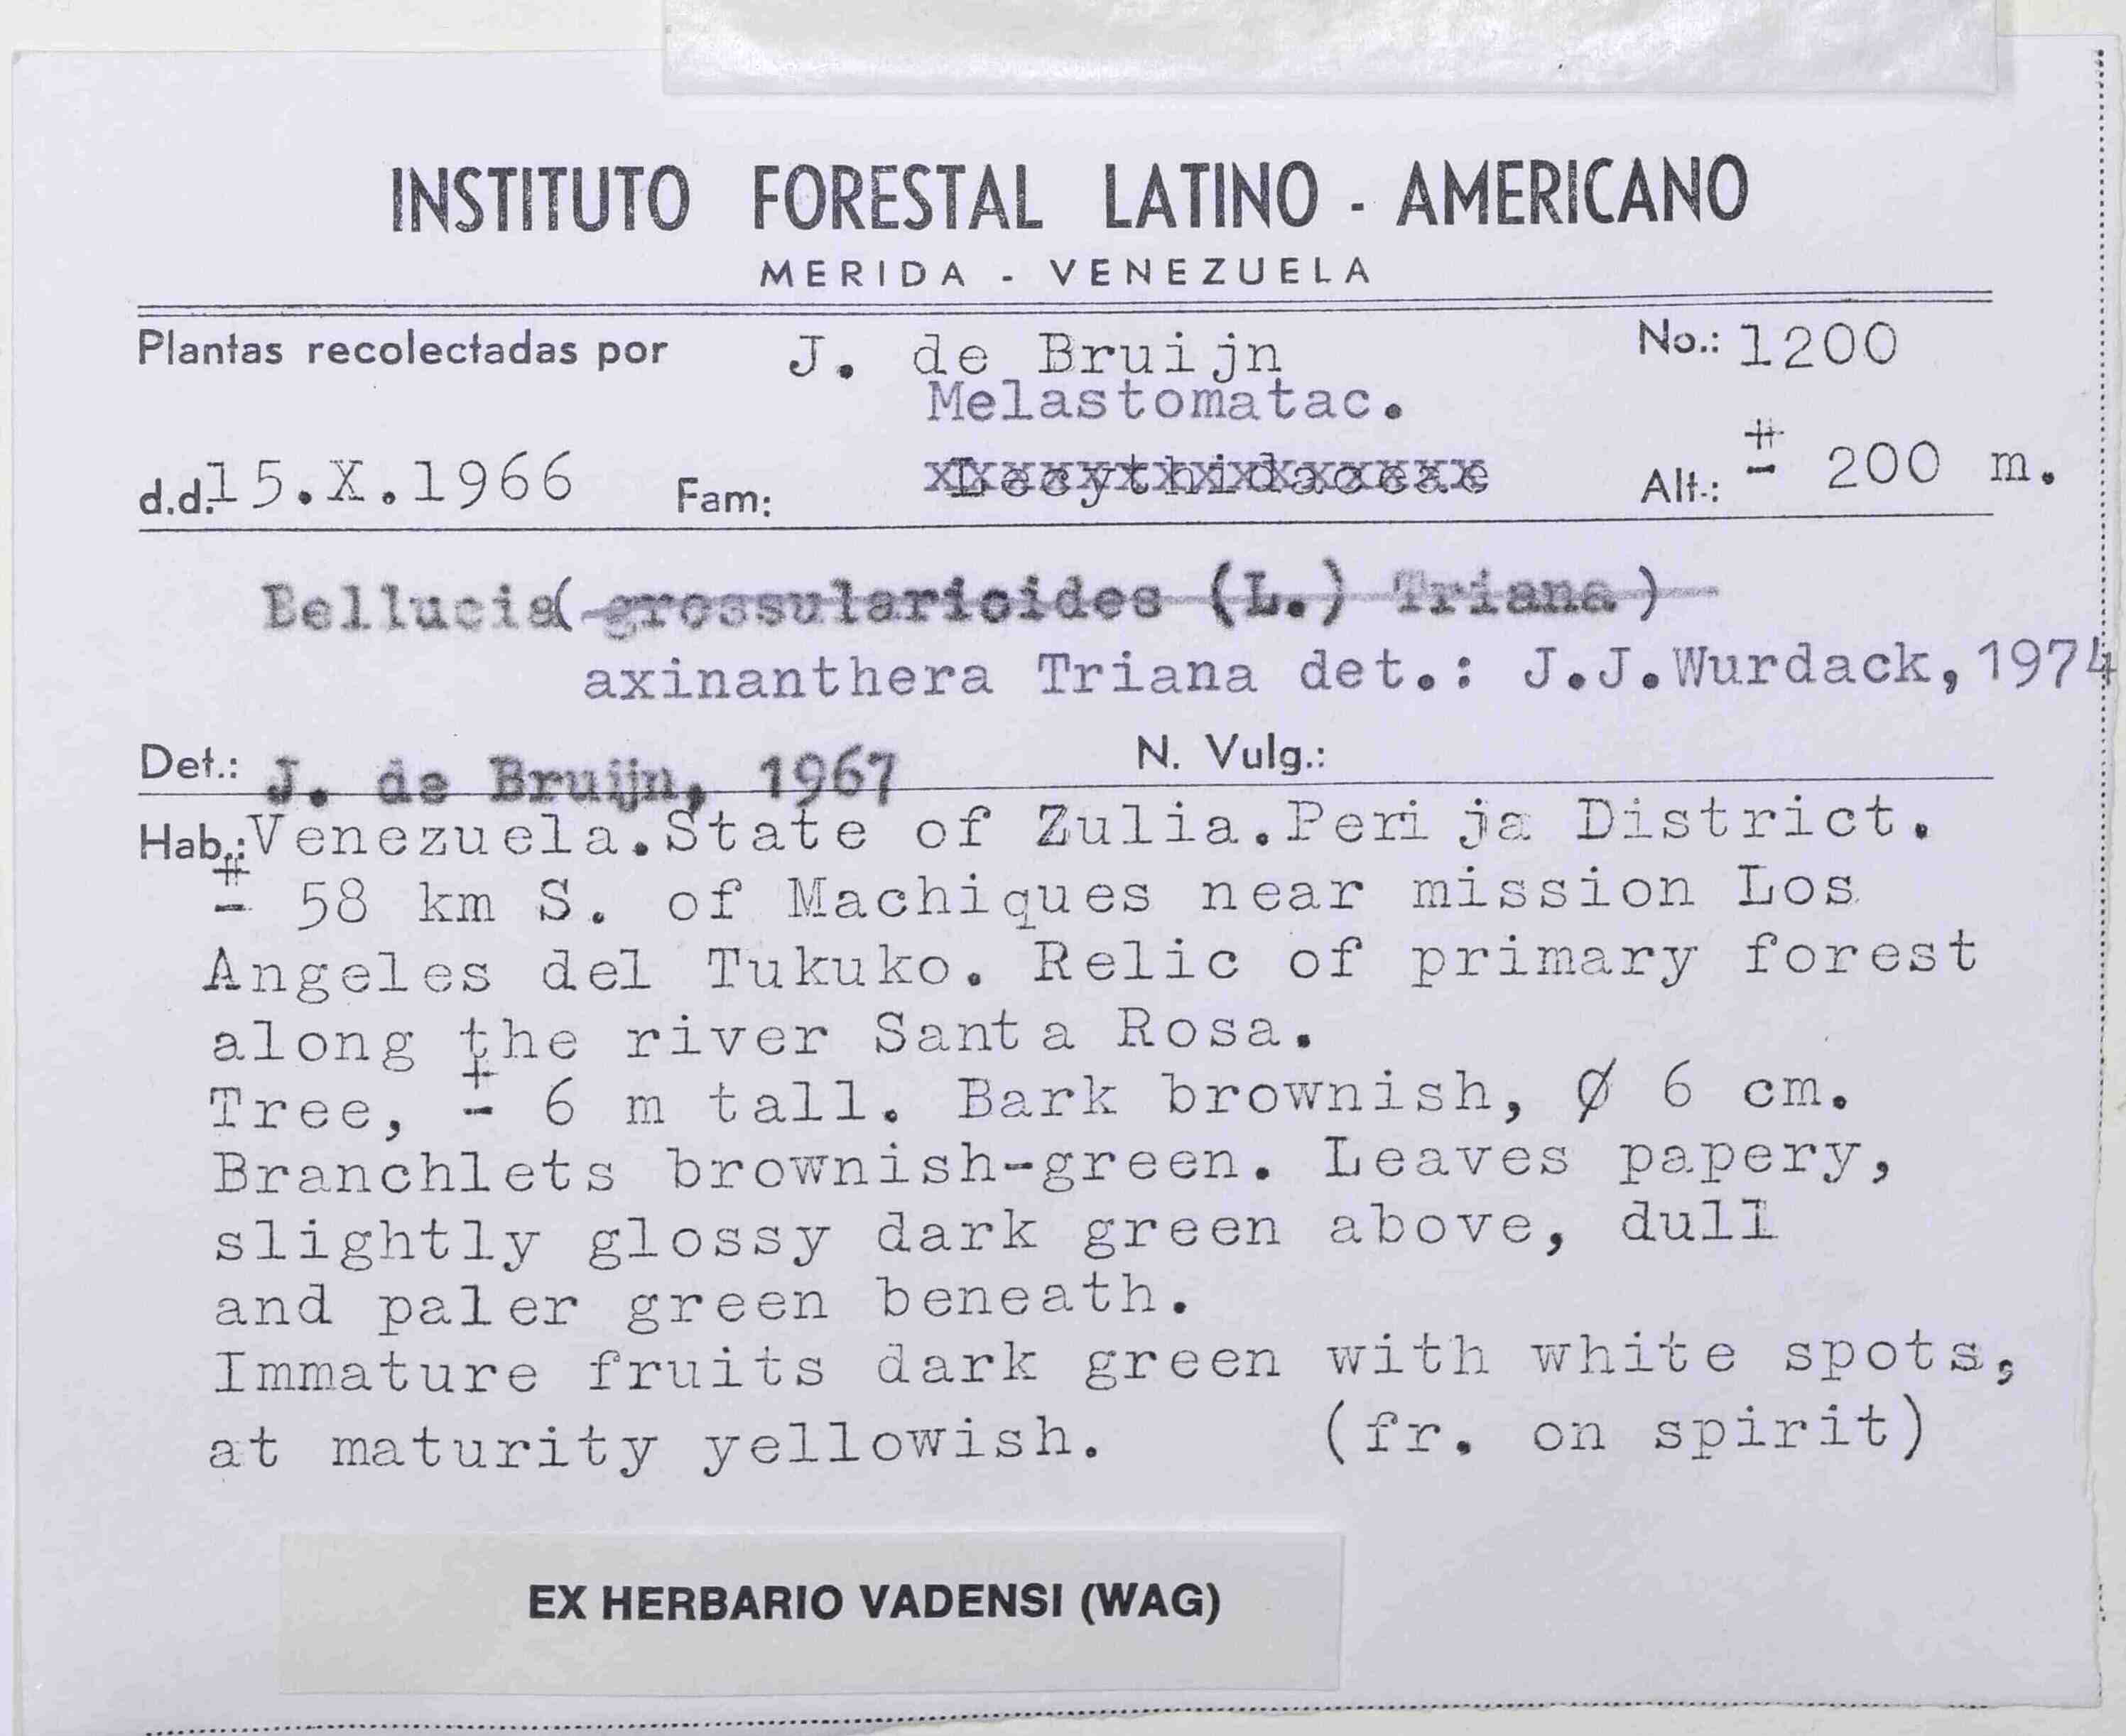 INSTITUTO FORESTAL LATINO - AMERICANO
MERIDA - VENEZUELA
Plantas recolectadas por J. de Bruijn No.: 1200
Melastomatac.
d.d. 15.X.1966 Fam: Lecythidaceae Alt.: ± 200 m.
Bellucia (grossularioides (L.) Triana)
axinanthera Triana det.: J.J.Wurdack, 1974
Det.: J. de Bruijn, 1967 N. Vulg.:
Hab.: Venezuela. State of Zulia. Perija District.
± 58 km S. of Machiques near mission Los
Angeles del Tukuko. Relic of primary forest
along the river Santa Rosa.
Tree, ± 6 m tall. Bark brownish, Ø 6 cm.
Branchlets brownish-green. Leaves papery,
slightly glossy dark green above, dull
and paler green beneath.
Immature fruits dark green with white spots,
at maturity yellowish. (fr. on spirit)
EX HERBARIO VADENSI (WAG)